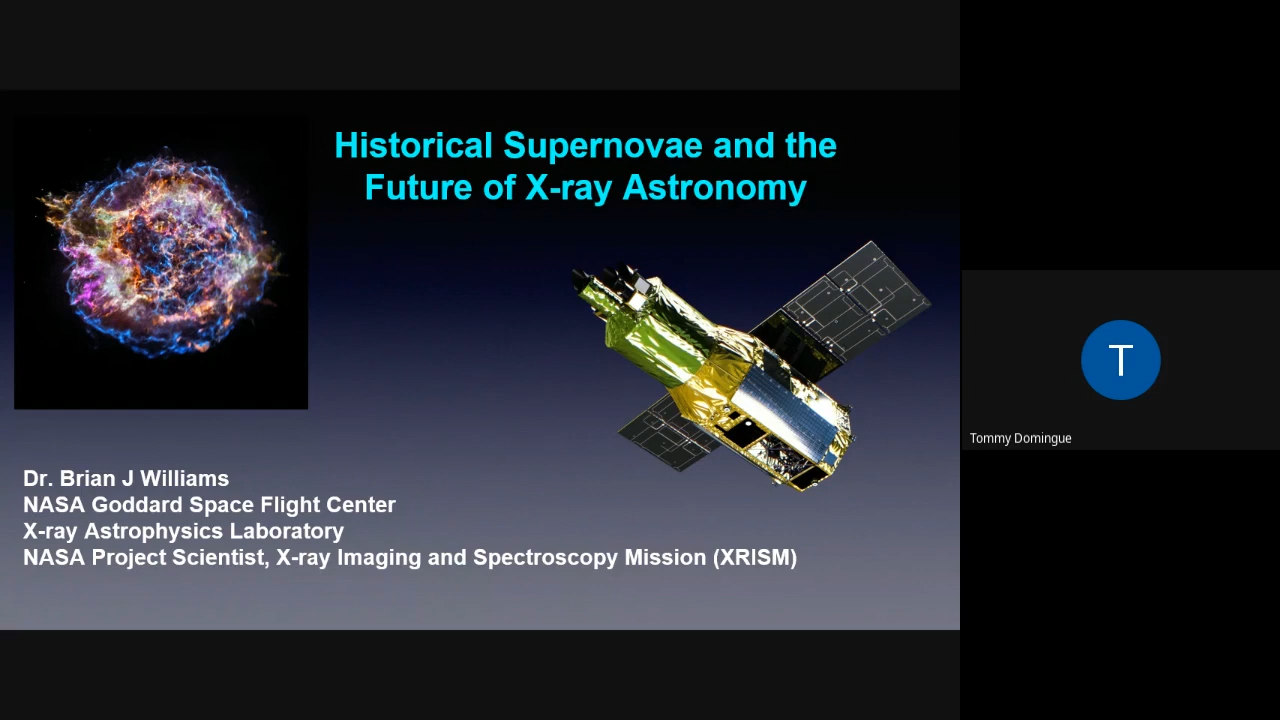 Historical Supernovae and the
Future of X-ray Astronomy
Dr. Brian J Williams
NASA Goddard Space Flight Center
X-ray Astrophysics Laboratory
NASA Project Scientist, X-ray Imaging and Spectroscopy Mission (XRISM)
T
Tommy Domingue